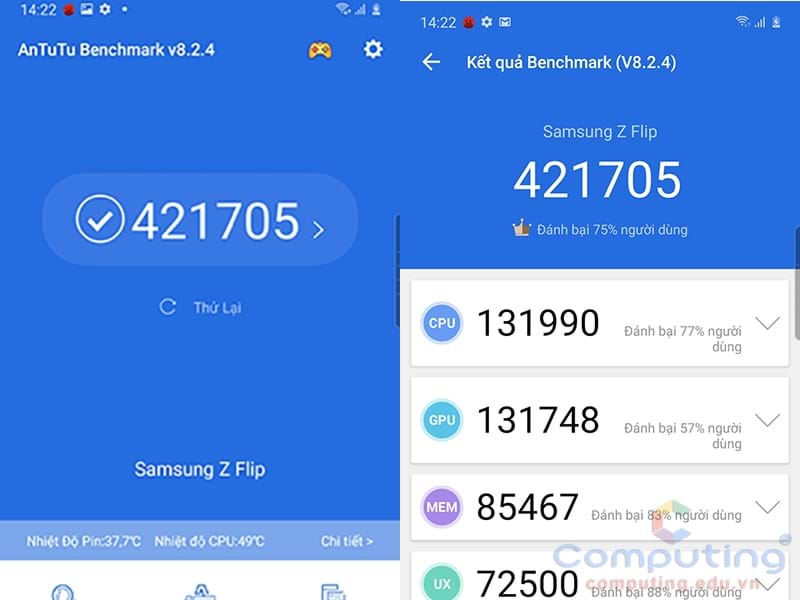 14:22
AnTuTu Benchmark v8.2.4
421705 >
Thử Lại
Samsung Z Flip
Nhiệt Độ Pin:37,7℃ Nhiệt độ CPU:49℃ Chi tiết >
14:22
Kết quả Benchmark (V8.2.4)
Samsung Z Flip
421705
Đánh bại 75% người dùng
CPU 131990 Đánh bại 77% người
dùng
GPU 131748 Đánh bại 57% người
dùng
MEM 85467 Đánh bại 83% người dùng
Computing®
UX 72500 Đánh bại 88% người dùng
computing.edu.vn